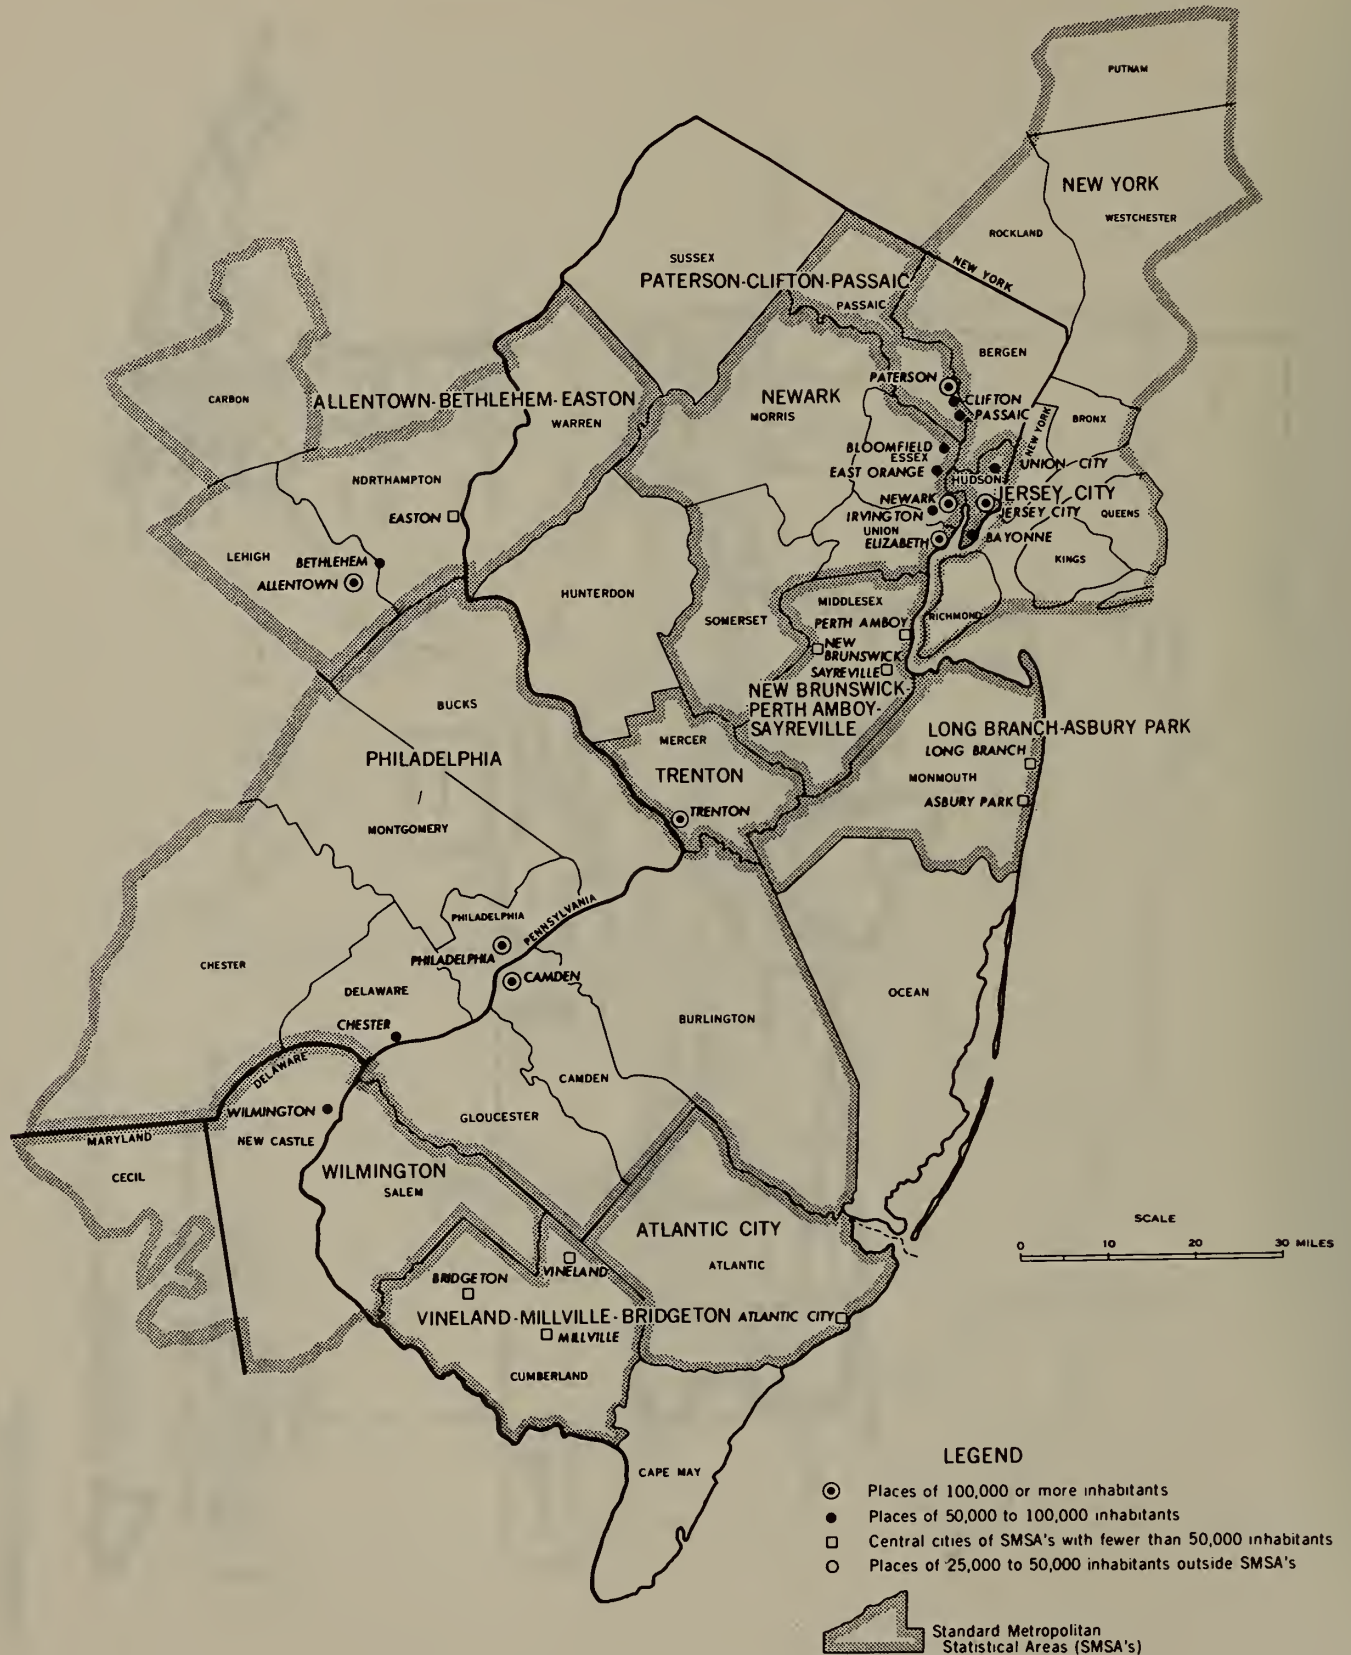 PUTNAM
NEW YORK
WESTCHESTER
ROCKLAND
NEW YORK
SUSSEX
PATERSON-CLIFTON-PASSAIC
PASSAIC
BERGEN
PATERSON
CLIFTON
PASSAIC
NEW YORK
BRONX
CARBON
ALLENTOWN-BETHLEHEM-EASTON
WARREN
NEWARK
MORRIS
BLOOMFIELD
ESSEX
EAST ORANGE
UNION CITY
HUDSON
NORTHAMPTON
NEWARK
JERSEY CITY
JERSEY CITY
QUEENS
EASTON
IRVINGTON
UNION
ELIZABETH
BAYONNE
KINGS
LEHIGH
BETHLEHEM
ALLENTOWN
HUNTERDON
SOMERSET
MIDDLESEX
PERTH AMBOY
RICHMOND
NEW
BRUNSWICK
SAYREVILLE
NEW BRUNSWICK-
PERTH AMBOY-
SAYREVILLE
BUCKS
MERCER
LONG BRANCH-ASBURY PARK
LONG BRANCH
PHILADELPHIA
TRENTON
MONMOUTH
ASBURY PARK
TRENTON
MONTGOMERY
PHILADELPHIA
PENNSYLVANIA
PHILADELPHIA
CHESTER
CAMDEN
DELAWARE
OCEAN
CHESTER
BURLINGTON
DELAWARE
CAMDEN
WILMINGTON
GLOUCESTER
MARYLAND
NEW CASTLE
CECIL
WILMINGTON
SALEM
ATLANTIC CITY
SCALE
0 10 20 30 MILES
BRIDGETON
VINELAND
ATLANTIC
VINELAND-MILLVILLE-BRIDGETON
ATLANTIC CITY
MILLVILLE
CUMBERLAND
CAPE MAY
LEGEND
Places of 100,000 or more inhabitants
Places of 50,000 to 100,000 inhabitants
Central cities of SMSA's with fewer than 50,000 inhabitants
Places of 25,000 to 50,000 inhabitants outside SMSA's
Standard Metropolitan
Statistical Areas (SMSA's)